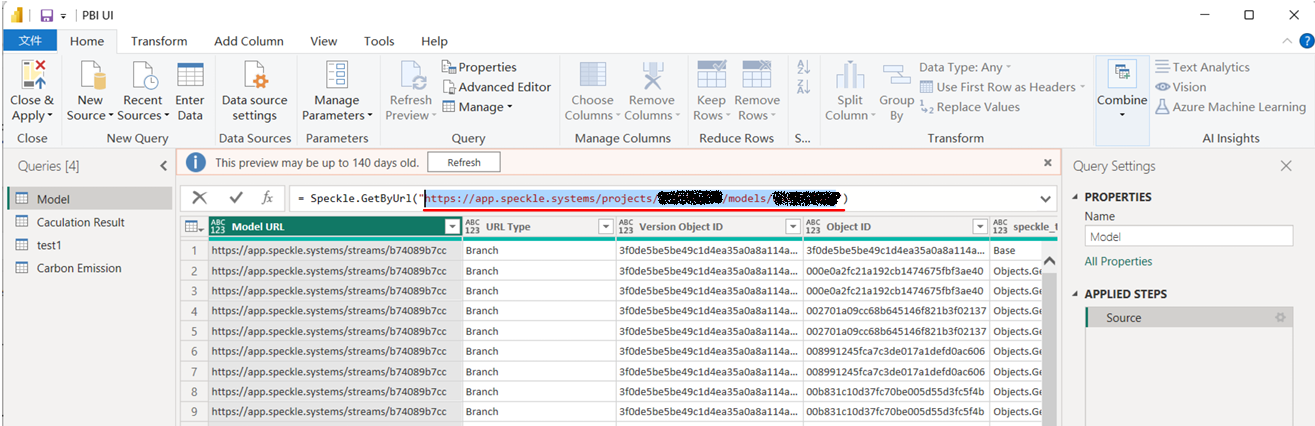 PBI UI
文件 Home Transform Add Column View Tools Help
Close & Apply New Source Recent Sources Enter Data Data source settings Manage Parameters Refresh Preview Properties Advanced Editor Manage Choose Columns Remove Columns Keep Rows Remove Rows Split Column Group By Data Type: Any Use First Row as Headers Replace Values Combine Text Analytics Vision Azure Machine Learning
Close New Query Data Sources Parameters Query Manage Columns Reduce Rows S... Transform AI Insights
Queries [4] This preview may be up to 140 days old. Refresh Query Settings
Model
Caculation Result
test1
Carbon Emission
= Speckle.GetByUrl("https://app.speckle.systems/projects/ /models/ ")
ABC 123 Model URL ABC 123 URL Type ABC 123 Version Object ID ABC 123 Object ID ABC 123 speckle_t
1 https://app.speckle.systems/streams/b74089b7cc Branch 3f0de5be5be49c1d4ea35a0a8a114a... 3f0de5be5be49c1d4ea35a0a8a114a... Base
2 https://app.speckle.systems/streams/b74089b7cc Branch 3f0de5be5be49c1d4ea35a0a8a114a... 000e0a2fc21a192cb1474675fbf3ae40 Objects.Ge
3 https://app.speckle.systems/streams/b74089b7cc Branch 3f0de5be5be49c1d4ea35a0a8a114a... 000e0a2fc21a192cb1474675fbf3ae40 Objects.Ge
4 https://app.speckle.systems/streams/b74089b7cc Branch 3f0de5be5be49c1d4ea35a0a8a114a... 002701a09cc68b645146f821b3f02137 Objects.Ge
5 https://app.speckle.systems/streams/b74089b7cc Branch 3f0de5be5be49c1d4ea35a0a8a114a... 002701a09cc68b645146f821b3f02137 Objects.Ge
6 https://app.speckle.systems/streams/b74089b7cc Branch 3f0de5be5be49c1d4ea35a0a8a114a... 008991245fca7c3de017a1defd0ac606 Objects.Ge
7 https://app.speckle.systems/streams/b74089b7cc Branch 3f0de5be5be49c1d4ea35a0a8a114a... 008991245fca7c3de017a1defd0ac606 Objects.Ge
8 https://app.speckle.systems/streams/b74089b7cc Branch 3f0de5be5be49c1d4ea35a0a8a114a... 00b831c10d37fc70be005d55d3fc5f4b Objects.Ge
9 https://app.speckle.systems/streams/b74089b7cc Branch 3f0de5be5be49c1d4ea35a0a8a114a... 00b831c10d37fc70be005d55d3fc5f4b Objects.Ge
PROPERTIES
Name
Model
All Properties
APPLIED STEPS
Source